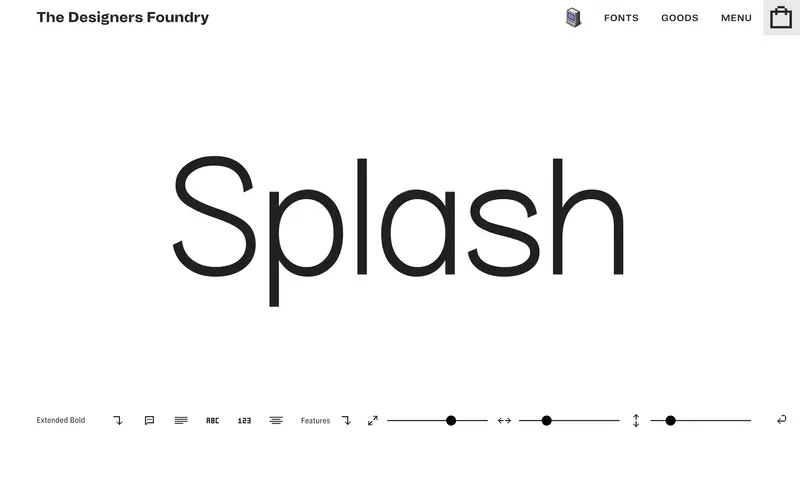 The Designers Foundry
FONTS GOODS MENU
Splash
Extended Bold ABC 123 Features